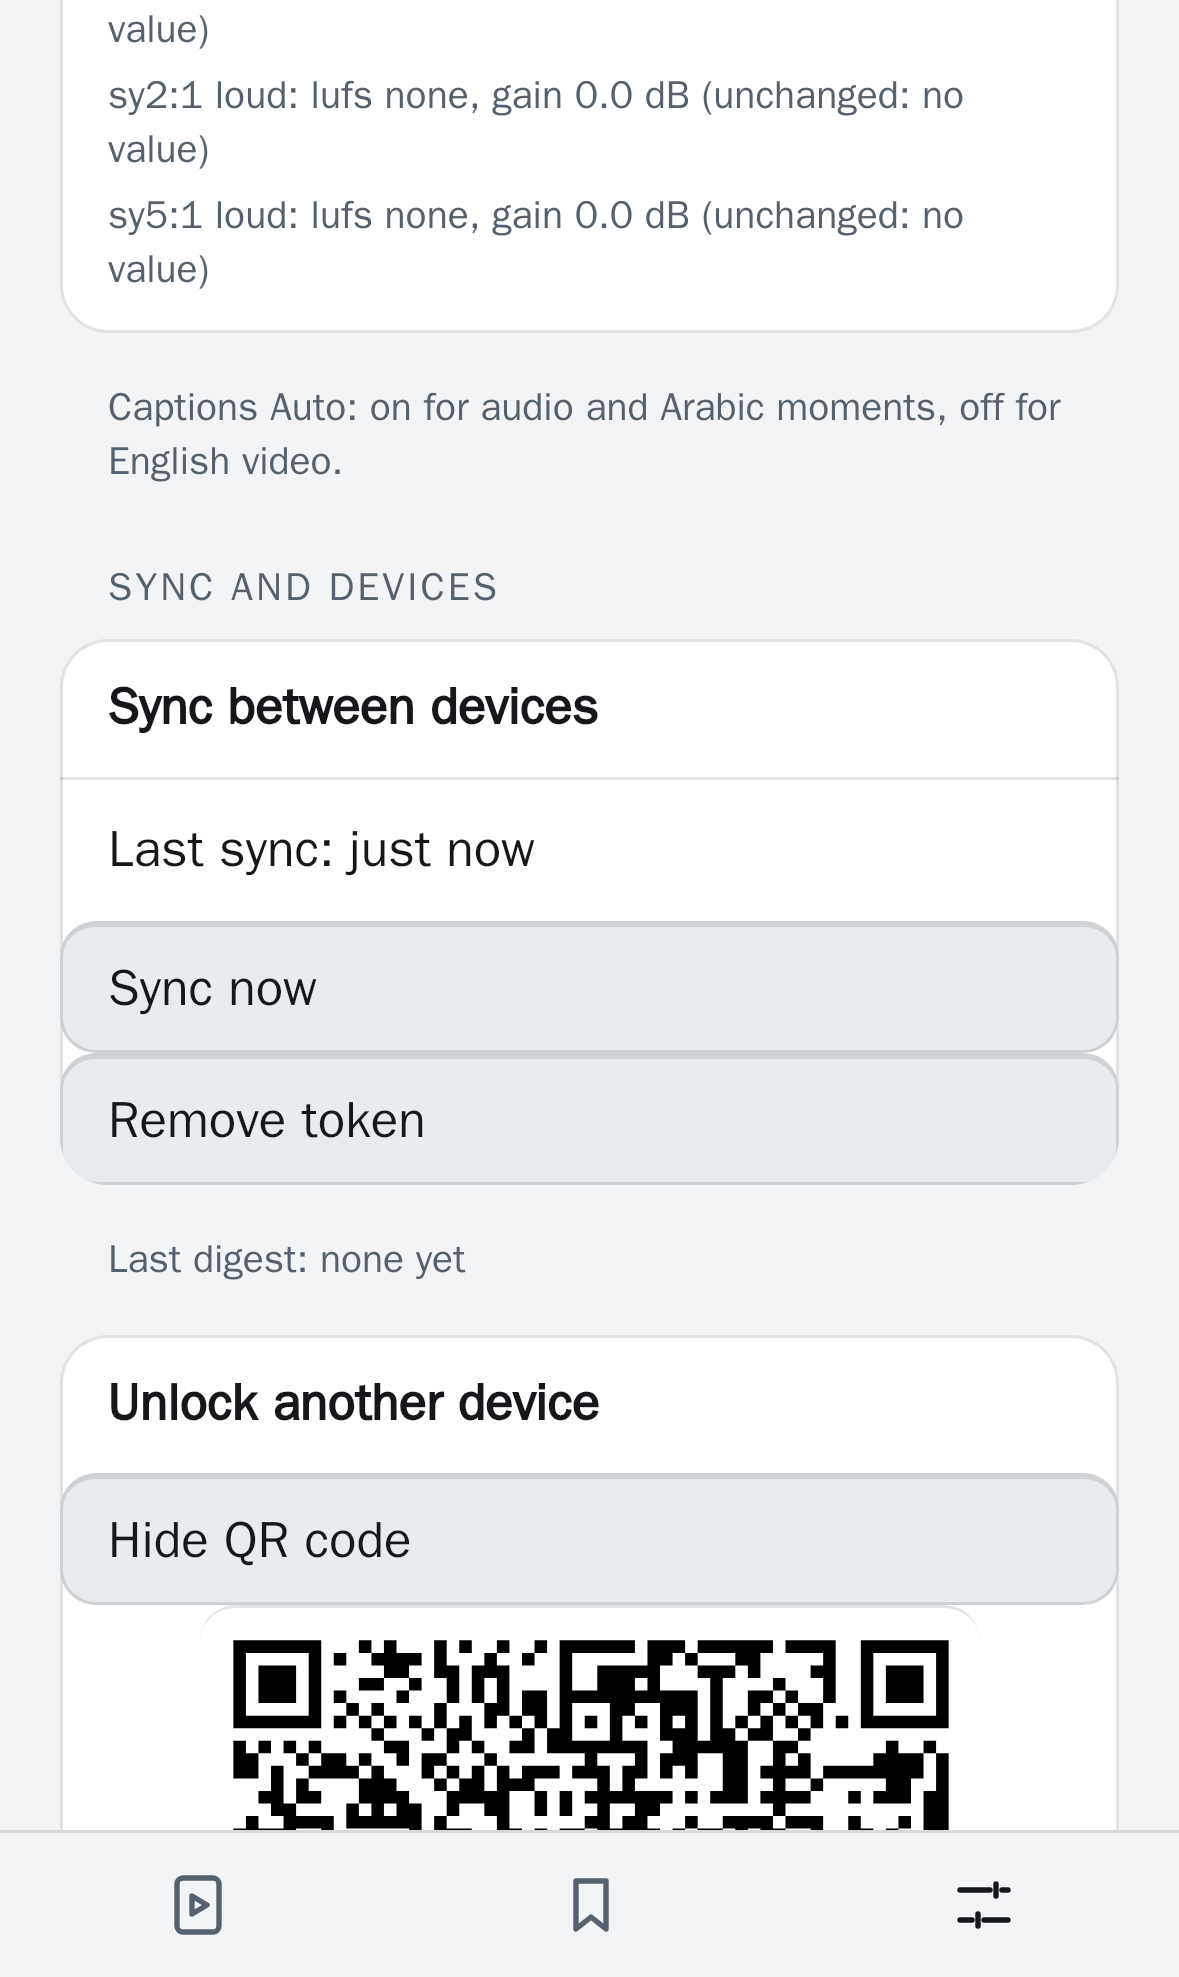 value)
sy2:1 loud: lufs none, gain 0.0 dB (unchanged: no
value)
sy5:1 loud: lufs none, gain 0.0 dB (unchanged: no
value)
Captions Auto: on for audio and Arabic moments, off for
English video.
SYNC AND DEVICES
Sync between devices
Last sync: just now
Sync now
Remove token
Last digest: none yet
Unlock another device
Hide QR code